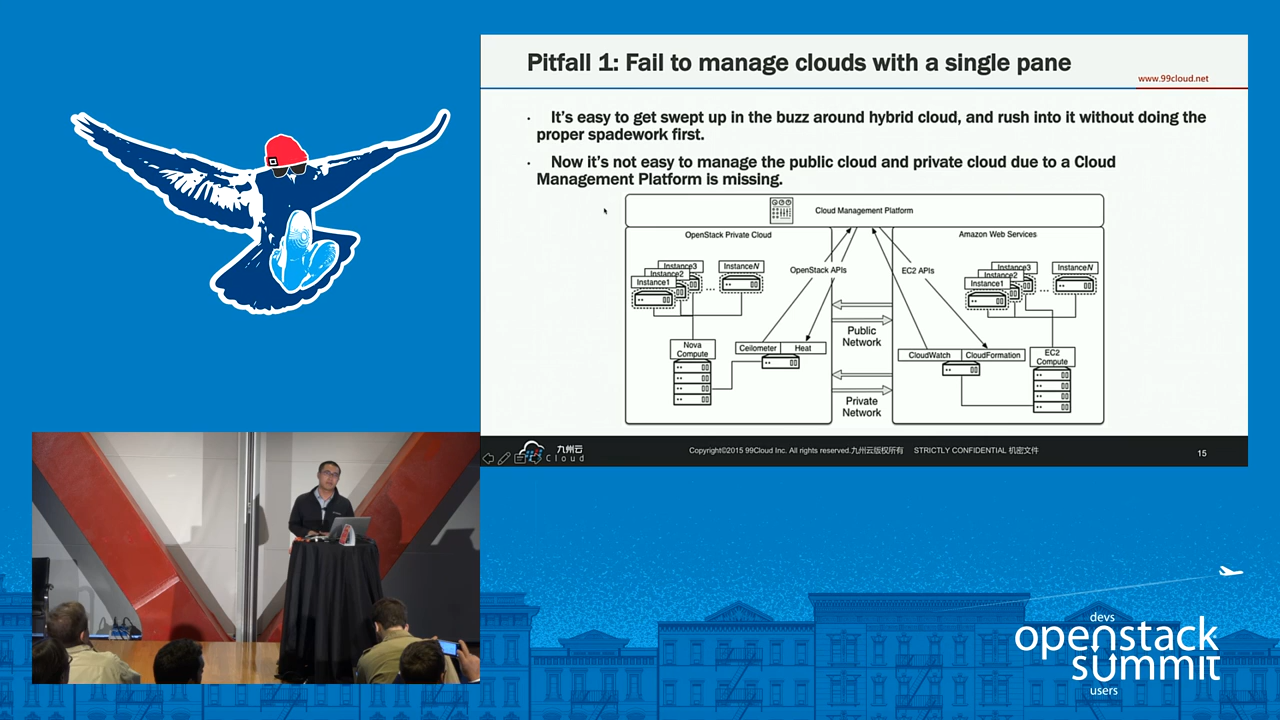 Pitfall 1: Fail to manage clouds with a single pane
www.99cloud.net
· It's easy to get swept up in the buzz around hybrid cloud, and rush into it without doing the
proper spadework first.
· Now it's not easy to manage the public cloud and private cloud due to a Cloud
Management Platform is missing.
Cloud Management Platform
OpenStack Private Cloud
Amazon Web Services
Instance3
Instance2
Instance1
...
InstanceN
OpenStack APIs
EC2 APIs
Instance3
Instance2
Instance1
...
InstanceN
Public
Network
Nova
Compute
Ceilometer
Heat
CloudWatch
CloudFormation
EC2
Compute
Private
Network
九州云
Cloud
Copyright©2015 99Cloud Inc. All rights reserved.九州云版权所有 STRICTLY CONFIDENTIAL 机密文件
15
devs
openstack
summit
users